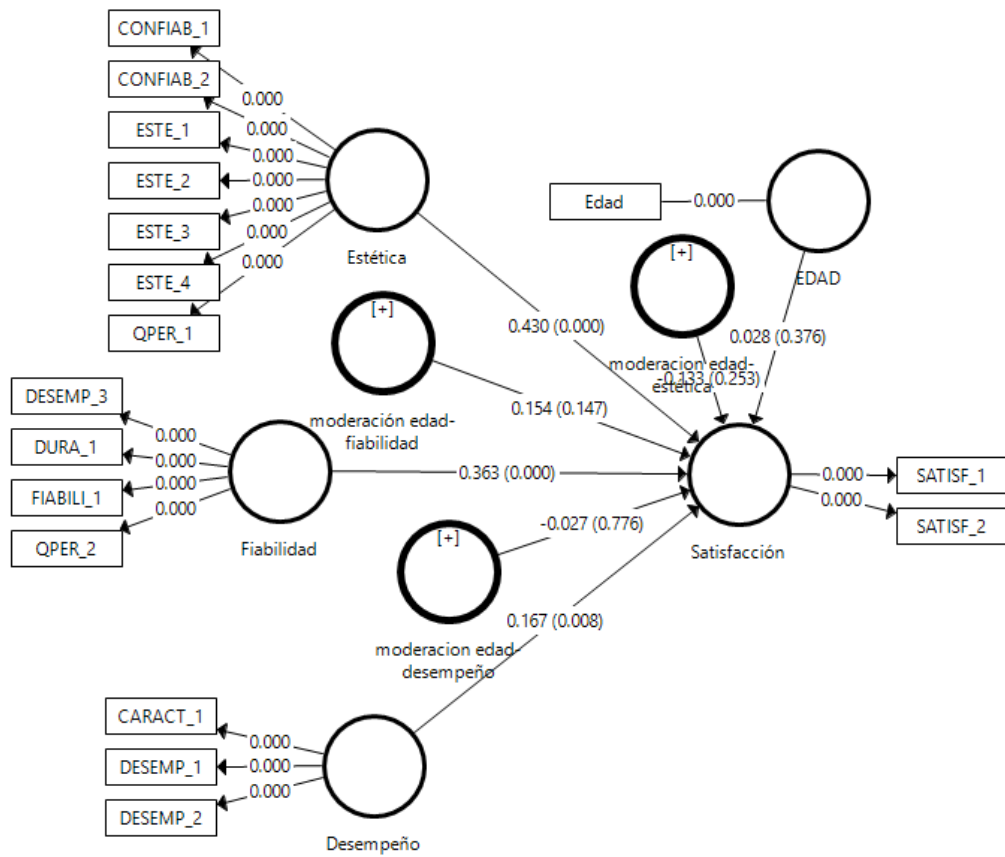 CONFIAB_1
CONFIAB_2
ESTE_1
ESTE_2
ESTE_3
ESTE_4
QPER_1
0.000
0.000
0.000
0.000
0.000
0.000
0.000
Estética
Edad
0.000
EDAD
[+]
moderacion edad-
estética
0.028 (0.376)
-0.133 (0.253)
0.430 (0.000)
[+]
moderación edad-
fiabilidad
0.154 (0.147)
DESEMP_3
DURA_1
FIABILI_1
QPER_2
0.000
0.000
0.000
0.000
Fiabilidad
0.363 (0.000)
[+]
moderacion edad-
desempeño
-0.027 (0.776)
Satisfacción
0.000
0.000
SATISF_1
SATISF_2
0.167 (0.008)
CARACT_1
DESEMP_1
DESEMP_2
0.000
0.000
0.000
Desempeño